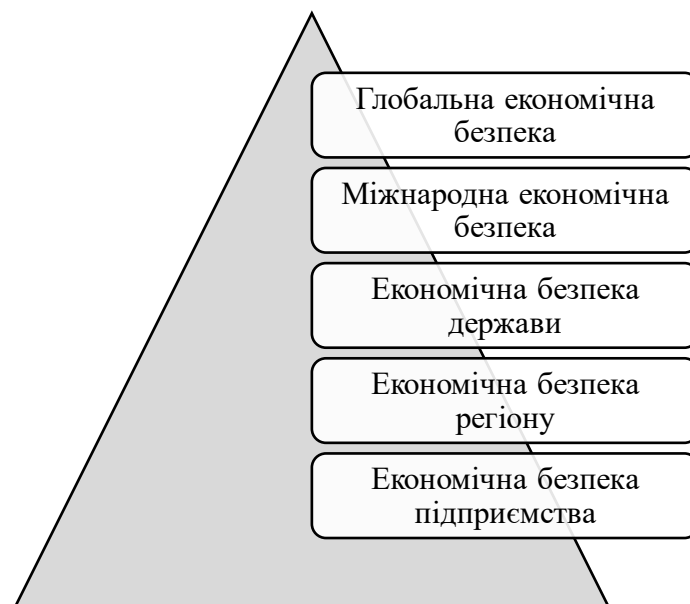 Глобальна економічна
безпека
Міжнародна економічна
безпека
Економічна безпека
держави
Економічна безпека
регіону
Економічна безпека
підприємства